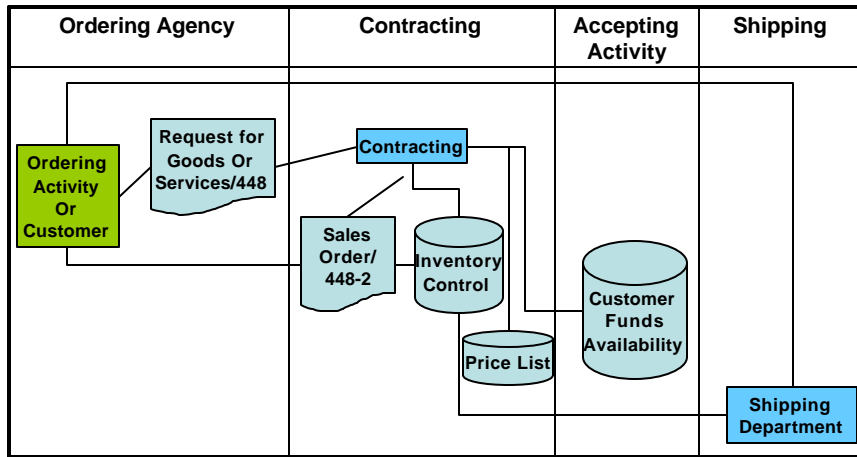 Ordering Agency
Contracting
Accepting
Activity
Shipping
Ordering
Activity
Or
Customer
Request for
Goods Or
Services/448
Contracting
Sales
Order/
448-2
Inventory
Control
Price List
Customer
Funds
Availability
Shipping
Department